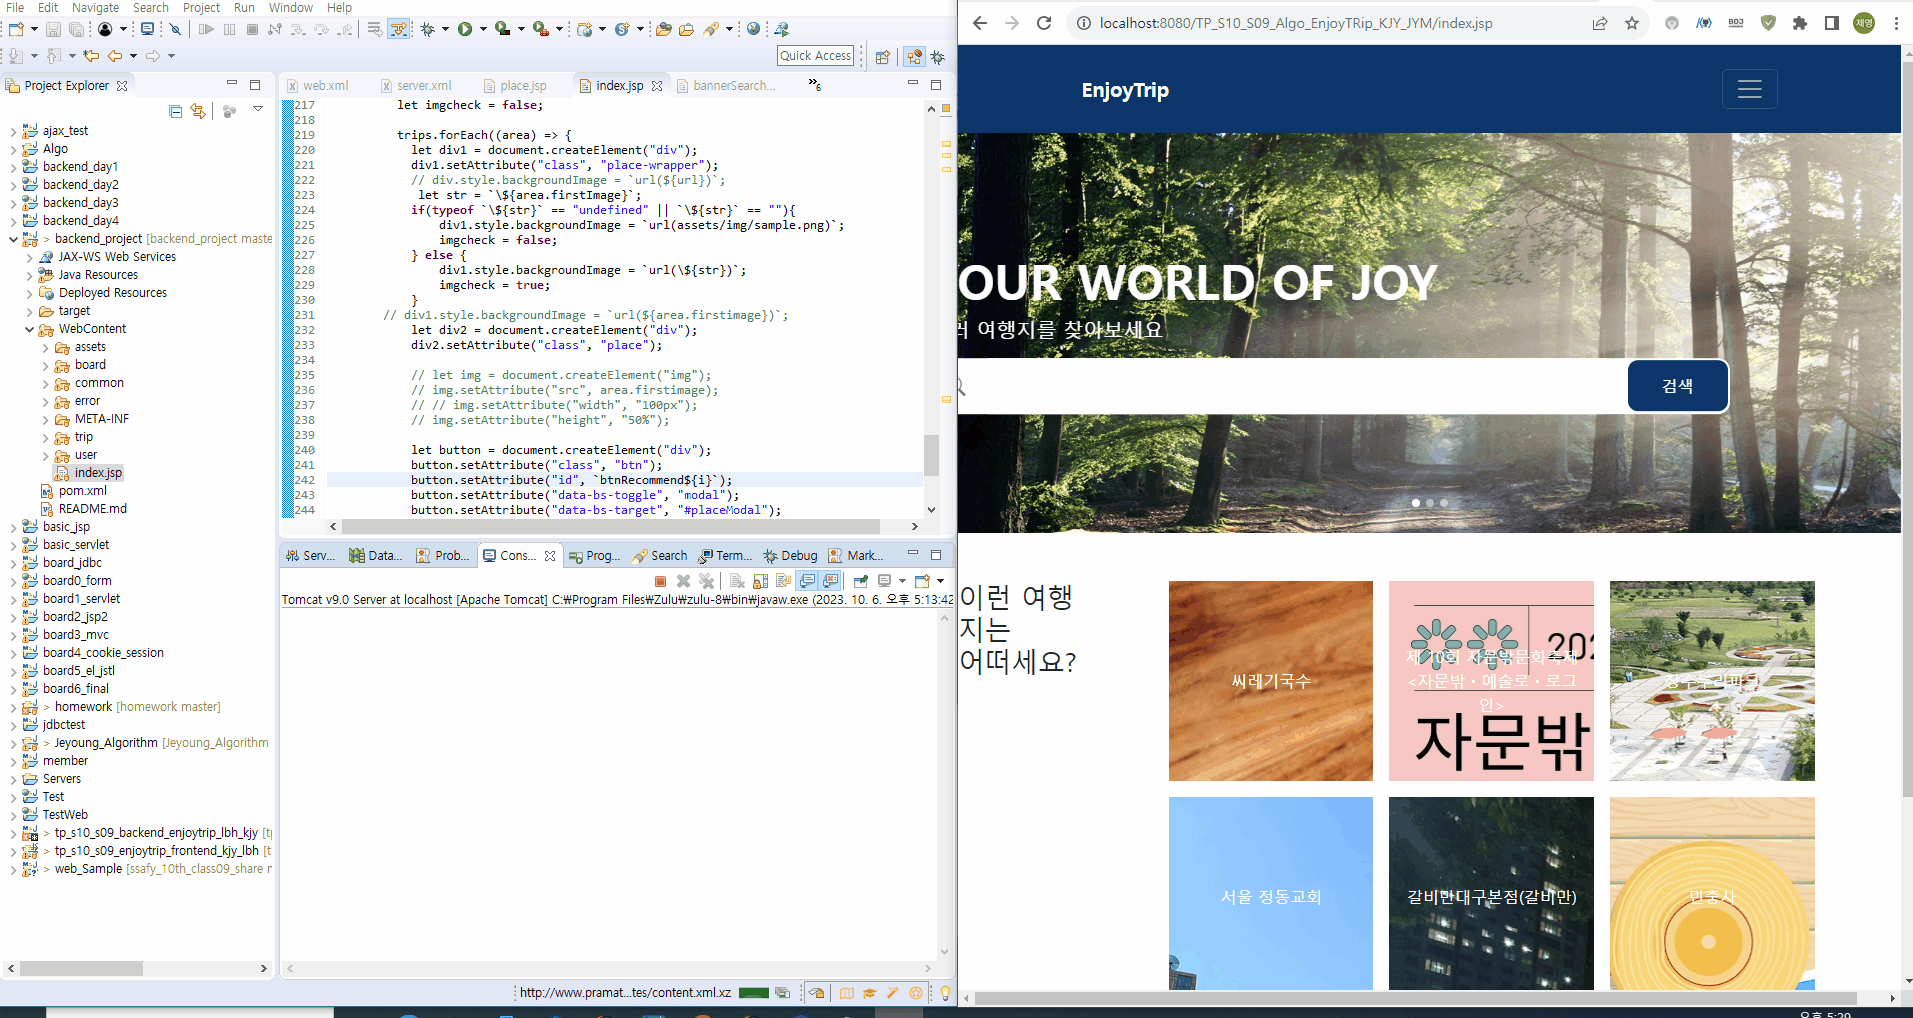 File Edit Navigate Search Project Run Window Help
Quick Access
Project Explorer
ajax_test
Algo
backend_day1
backend_day2
backend_day3
backend_day4
> backend_project [backend_project maste
JAX-WS Web Services
Java Resources
Deployed Resources
target
WebContent
assets
board
common
error
META-INF
trip
user
index.jsp
pom.xml
README.md
basic_jsp
basic_servlet
board_jdbc
board0_form
board1_servlet
board2_jsp2
board3_mvc
board4_cookie_session
board5_el_jstl
board6_final
> homework [homework master]
jdbctest
> Jeyoung_Algorithm [Jeyoung_Algorithm
member
Servers
Test
TestWeb
> tp_s10_s09_backend_enjoytrip_lbh_kjy [t
> tp_s10_s09_enjoytrip_frontend_kjy_lbh [t
> web_Sample [ssafy_10th_class09_share r
web.xml server.xml place.jsp index.jsp bannerSearch... »6
217 let imgcheck = false;
218
219 trips.forEach((area) => {
220 let div1 = document.createElement("div");
221 div1.setAttribute("class", "place-wrapper");
222 // div.style.backgroundImage = `url(${url})`;
223 let str = `\${area.firstImage}`;
224 if(typeof `\${str}` == "undefined" || `\${str}` == ""){
225 div1.style.backgroundImage = `url(assets/img/sample.png)`;
226 imgcheck = false;
227 } else {
228 div1.style.backgroundImage = `url(\${str})`;
229 imgcheck = true;
230 }
231 // div1.style.backgroundImage = `url(${area.firstimage})`;
232 let div2 = document.createElement("div");
233 div2.setAttribute("class", "place");
234
235 // let img = document.createElement("img");
236 // img.setAttribute("src", area.firstimage);
237 // // img.setAttribute("width", "100px");
238 // img.setAttribute("height", "50%");
239
240 let button = document.createElement("div");
241 button.setAttribute("class", "btn");
242 button.setAttribute("id", `btnRecommend${i}`);
243 button.setAttribute("data-bs-toggle", "modal");
244 button.setAttribute("data-bs-target", "#placeModal");
Serv... Data... Prob... Cons... Prog... Search Term... Debug Mark...
Tomcat v9.0 Server at localhost [Apache Tomcat] C:₩Program Files₩Zulu₩zulu-8₩bin₩javaw.exe (2023. 10. 6. 오후 5:13:42
http://www.pramat...tes/content.xml.xz
localhost:8080/TP_S10_S09_Algo_EnjoyTRip_KJY_JYM/index.jsp
BOJ
제영
EnjoyTrip
OUR WORLD OF JOY
여행지를 찾아보세요
검색
이런 여행
지는
어떠세요?
씨레기국수
202
제 10회 자문밖문화축제
<자문밖・예술로・로그
인>
자문밖
장수누리파크
서울 정동교회
갈비만대구본점(갈비만)
민충사
오후 5:29